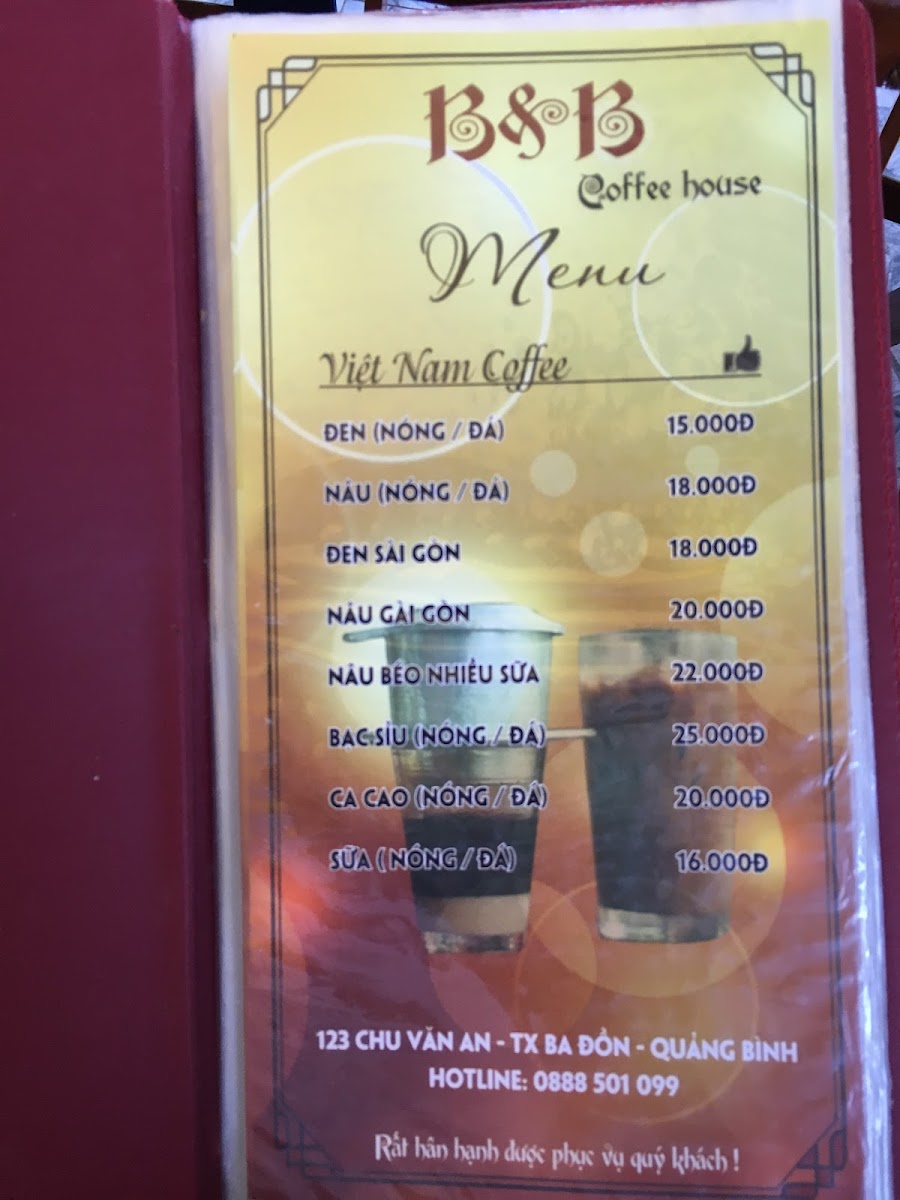 B&B
Coffee house
Menu
Việt Nam Coffee
ĐEN (NÓNG / ĐÁ) 15.000Đ
NÂU (NÓNG / ĐÁ) 18.000Đ
ĐEN SÀI GÒN 18.000Đ
NÂU GÀI GÒN 20.000Đ
NÂU BÉO NHIỀU SỮA 22.000Đ
BẠC SỈU (NÓNG / ĐÁ) 25.000Đ
CA CAO (NÓNG / ĐÁ) 20.000Đ
SỮA ( NÓNG / ĐÁ) 16.000Đ
123 CHU VĂN AN - TX BA ĐỒN - QUẢNG BÌNH
HOTLINE: 0888 501 099
Rất hân hạnh được phục vụ quý khách !